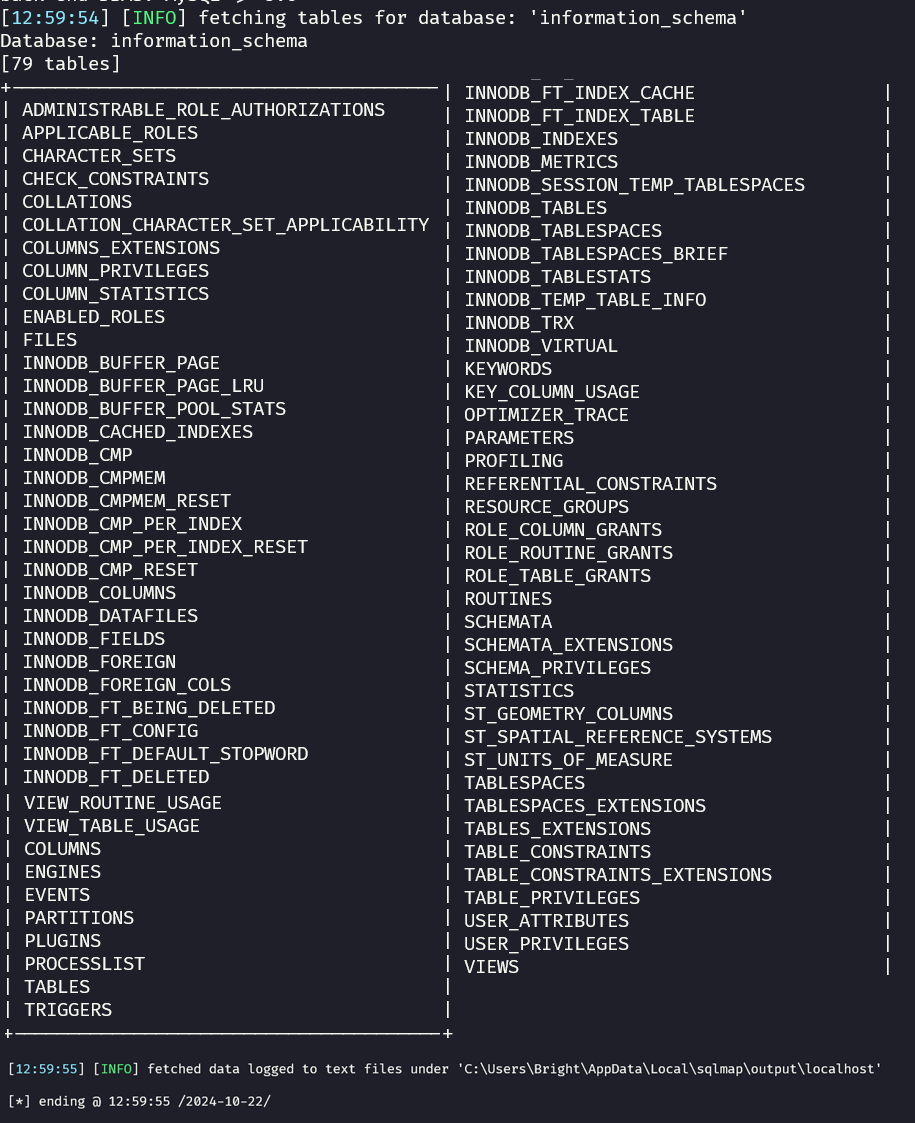 [12:59:54] [INFO] fetching tables for database: 'information_schema'
Database: information_schema
[79 tables]
| ADMINISTRABLE_ROLE_AUTHORIZATIONS
| APPLICABLE_ROLES
| CHARACTER_SETS
| CHECK_CONSTRAINTS
| COLLATIONS
| COLLATION_CHARACTER_SET_APPLICABILITY
| COLUMNS_EXTENSIONS
| COLUMN_PRIVILEGES
| COLUMN_STATISTICS
| ENABLED_ROLES
| FILES
| INNODB_BUFFER_PAGE
| INNODB_BUFFER_PAGE_LRU
| INNODB_BUFFER_POOL_STATS
| INNODB_CACHED_INDEXES
| INNODB_CMP
| INNODB_CMPMEM
| INNODB_CMPMEM_RESET
| INNODB_CMP_PER_INDEX
| INNODB_CMP_PER_INDEX_RESET
| INNODB_CMP_RESET
| INNODB_COLUMNS
| INNODB_DATAFILES
| INNODB_FIELDS
| INNODB_FOREIGN
| INNODB_FOREIGN_COLS
| INNODB_FT_BEING_DELETED
| INNODB_FT_CONFIG
| INNODB_FT_DEFAULT_STOPWORD
| INNODB_FT_DELETED
| VIEW_ROUTINE_USAGE
| VIEW_TABLE_USAGE
| COLUMNS
| ENGINES
| EVENTS
| PARTITIONS
| PLUGINS
| PROCESSLIST
| TABLES
| TRIGGERS
| INNODB_FT_INDEX_CACHE |
| INNODB_FT_INDEX_TABLE |
| INNODB_INDEXES |
| INNODB_METRICS |
| INNODB_SESSION_TEMP_TABLESPACES |
| INNODB_TABLES |
| INNODB_TABLESPACES |
| INNODB_TABLESPACES_BRIEF |
| INNODB_TABLESTATS |
| INNODB_TEMP_TABLE_INFO |
| INNODB_TRX |
| INNODB_VIRTUAL |
| KEYWORDS |
| KEY_COLUMN_USAGE |
| OPTIMIZER_TRACE |
| PARAMETERS |
| PROFILING |
| REFERENTIAL_CONSTRAINTS |
| RESOURCE_GROUPS |
| ROLE_COLUMN_GRANTS |
| ROLE_ROUTINE_GRANTS |
| ROLE_TABLE_GRANTS |
| ROUTINES |
| SCHEMATA |
| SCHEMATA_EXTENSIONS |
| SCHEMA_PRIVILEGES |
| STATISTICS |
| ST_GEOMETRY_COLUMNS |
| ST_SPATIAL_REFERENCE_SYSTEMS |
| ST_UNITS_OF_MEASURE |
| TABLESPACES |
| TABLESPACES_EXTENSIONS |
| TABLES_EXTENSIONS |
| TABLE_CONSTRAINTS |
| TABLE_CONSTRAINTS_EXTENSIONS |
| TABLE_PRIVILEGES |
| USER_ATTRIBUTES |
| USER_PRIVILEGES |
| VIEWS |
[12:59:55] [INFO] fetched data logged to text files under 'C:\Users\Bright\AppData\Local\sqlmap\output\localhost'
[*] ending @ 12:59:55 /2024-10-22/